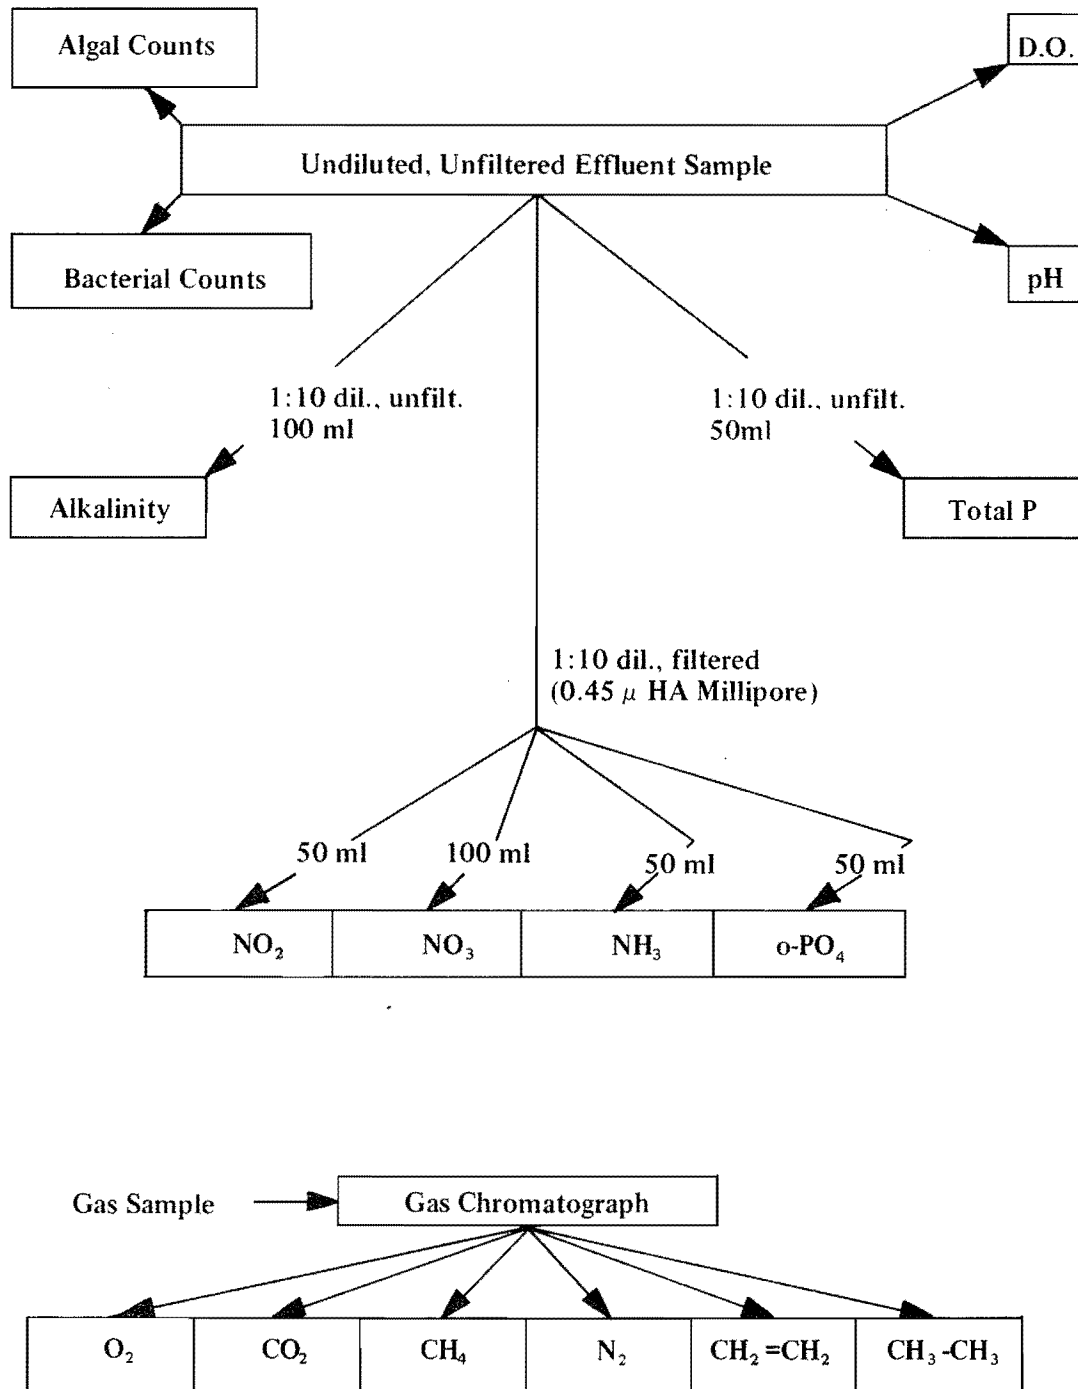 Algal Counts
D.O.
Undiluted, Unfiltered Effluent Sample
Bacterial Counts
pH
1:10 dil., unfilt.
100 ml
1:10 dil., unfilt.
50ml
Alkalinity
Total P
1:10 dil., filtered
(0.45 μ HA Millipore)
50 ml
100 ml
50 ml
50 ml
NO₂
NO₃
NH₃
o-PO₄
Gas Sample
Gas Chromatograph
O₂
CO₂
CH₄
N₂
CH₂=CH₂
CH₃-CH₃